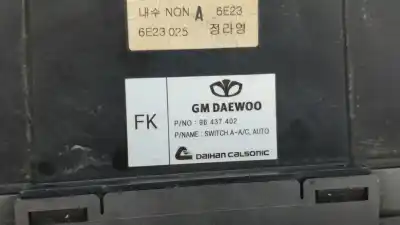 내수 NON A 6E23
6E23 025 정라영
FK
GM DAEWOO
P/NO : 96 437 402
P/NAME : SWITCH A-A/C, AUTO
DAIHAN CALSONIC